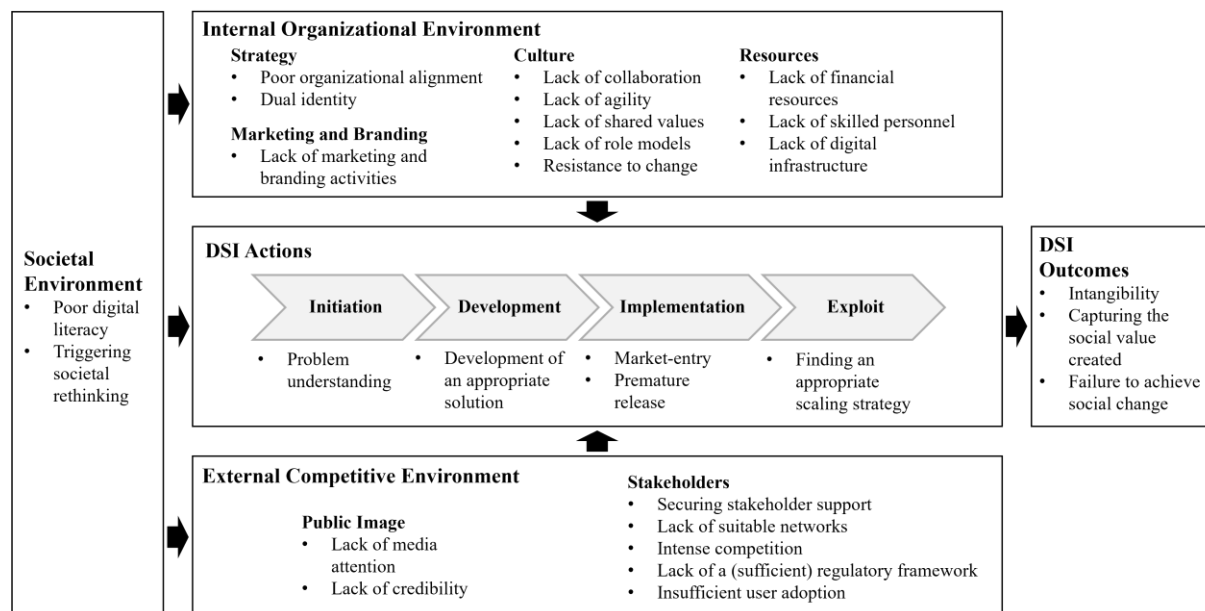 Societal
Environment
• Poor digital
literacy
• Triggering
societal
rethinking
Internal Organizational Environment
Strategy
• Poor organizational alignment
• Dual identity
Marketing and Branding
• Lack of marketing and
branding activities
Culture
• Lack of collaboration
• Lack of agility
• Lack of shared values
• Lack of role models
• Resistance to change
Resources
• Lack of financial
resources
• Lack of skilled personnel
• Lack of digital
infrastructure
DSI Actions
Initiation
• Problem
understanding
Development
• Development of
an appropriate
solution
Implementation
• Market-entry
• Premature
release
Exploit
• Finding an
appropriate
scaling strategy
External Competitive Environment
Public Image
• Lack of media
attention
• Lack of credibility
Stakeholders
• Securing stakeholder support
• Lack of suitable networks
• Intense competition
• Lack of a (sufficient) regulatory framework
• Insufficient user adoption
DSI
Outcomes
• Intangibility
• Capturing the
social value
created
• Failure to achieve
social change